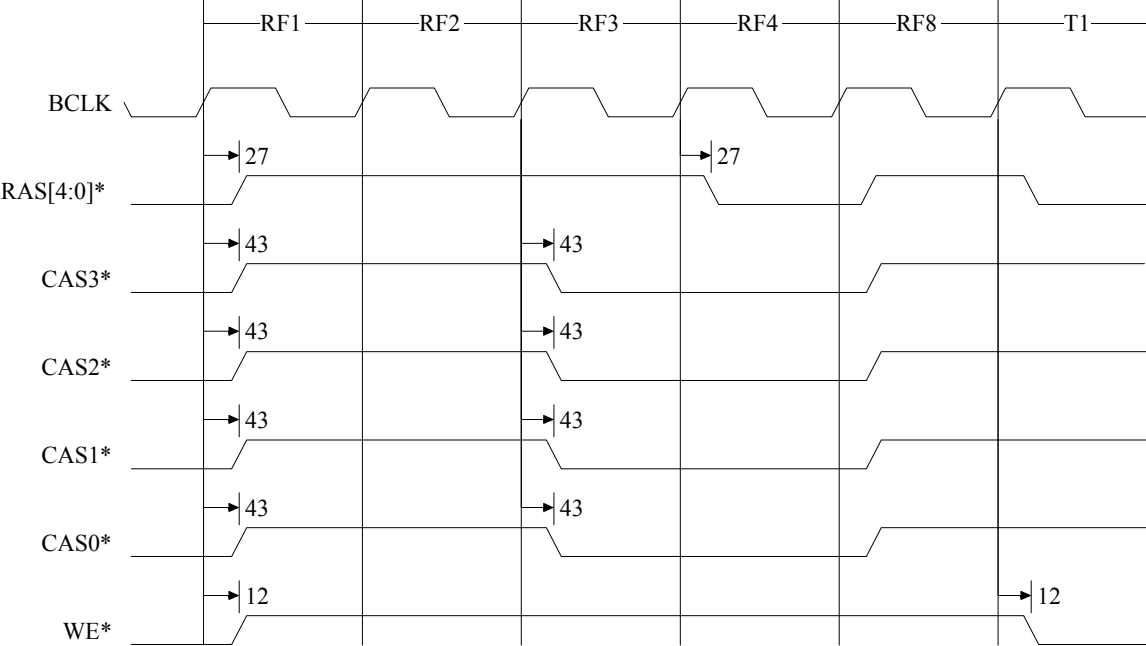 RF1 RF2 RF3 RF4 RF8 T1
BCLK
27 27
RAS[4:0]*
43 43
CAS3*
43 43
CAS2*
43 43
CAS1*
43 43
CAS0*
12 12
WE*